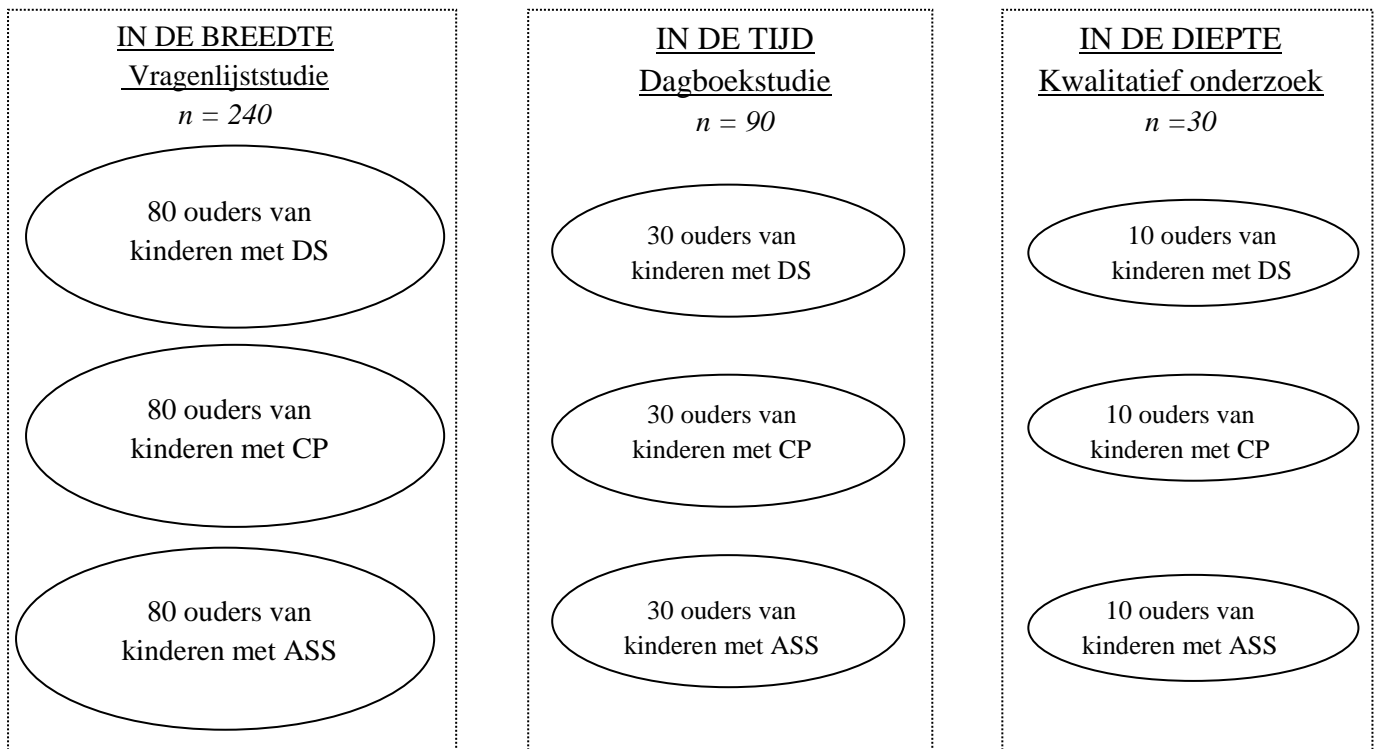 IN DE BREEDTE
Vragenlijststudie
n = 240
80 ouders van
kinderen met DS
80 ouders van
kinderen met CP
80 ouders van
kinderen met ASS
IN DE TIJD
Dagboekstudie
n = 90
30 ouders van
kinderen met DS
30 ouders van
kinderen met CP
30 ouders van
kinderen met ASS
IN DE DIEPTE
Kwalitatief onderzoek
n =30
10 ouders van
kinderen met DS
10 ouders van
kinderen met CP
10 ouders van
kinderen met ASS